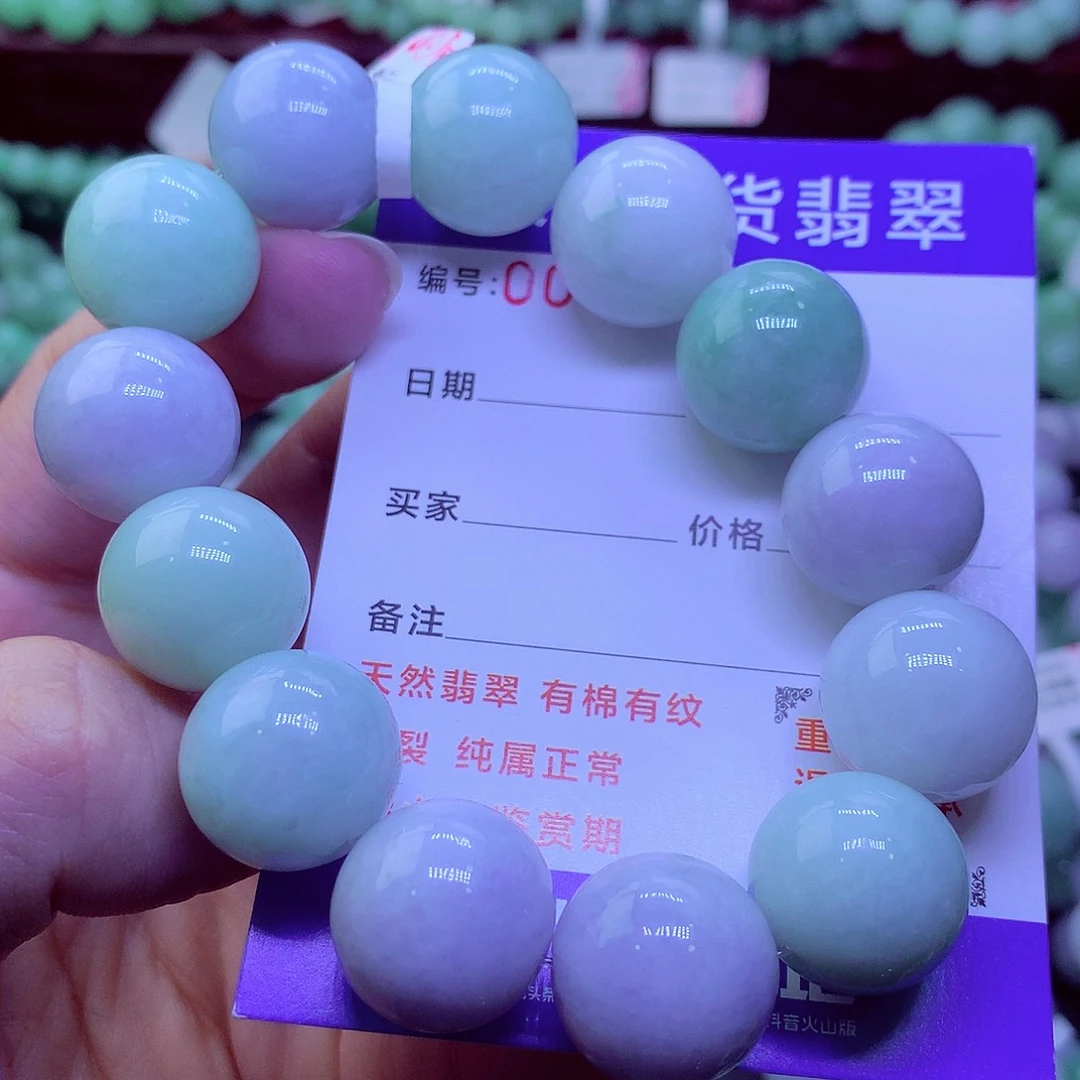 货翡翠
编号:00
日期
买家 价格
备注
天然翡翠 有棉有纹
裂 纯属正常
鉴赏期
重
抖音火山版